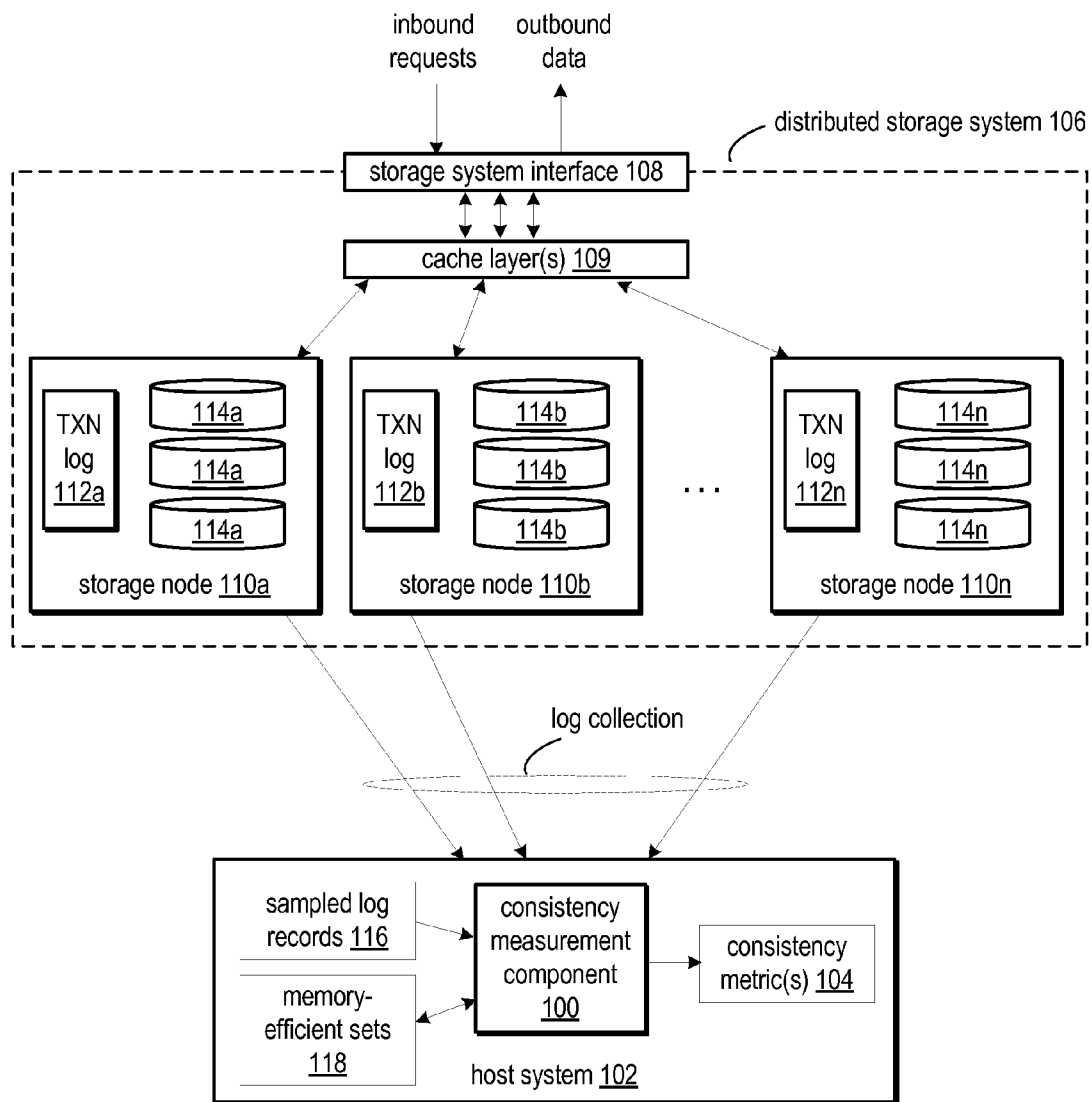 inbound
requests
outbound
data
distributed storage system 106
storage system interface 108
cache layer(s) 109
TXN
log
112a
114a
114a
114a
storage node 110a
TXN
log
112b
114b
114b
114b
storage node 110b
. . .
TXN
log
112n
114n
114n
114n
storage node 110n
log collection
sampled log
records 116
memory-
efficient sets
118
consistency
measurement
component
100
consistency
metric(s) 104
host system 102